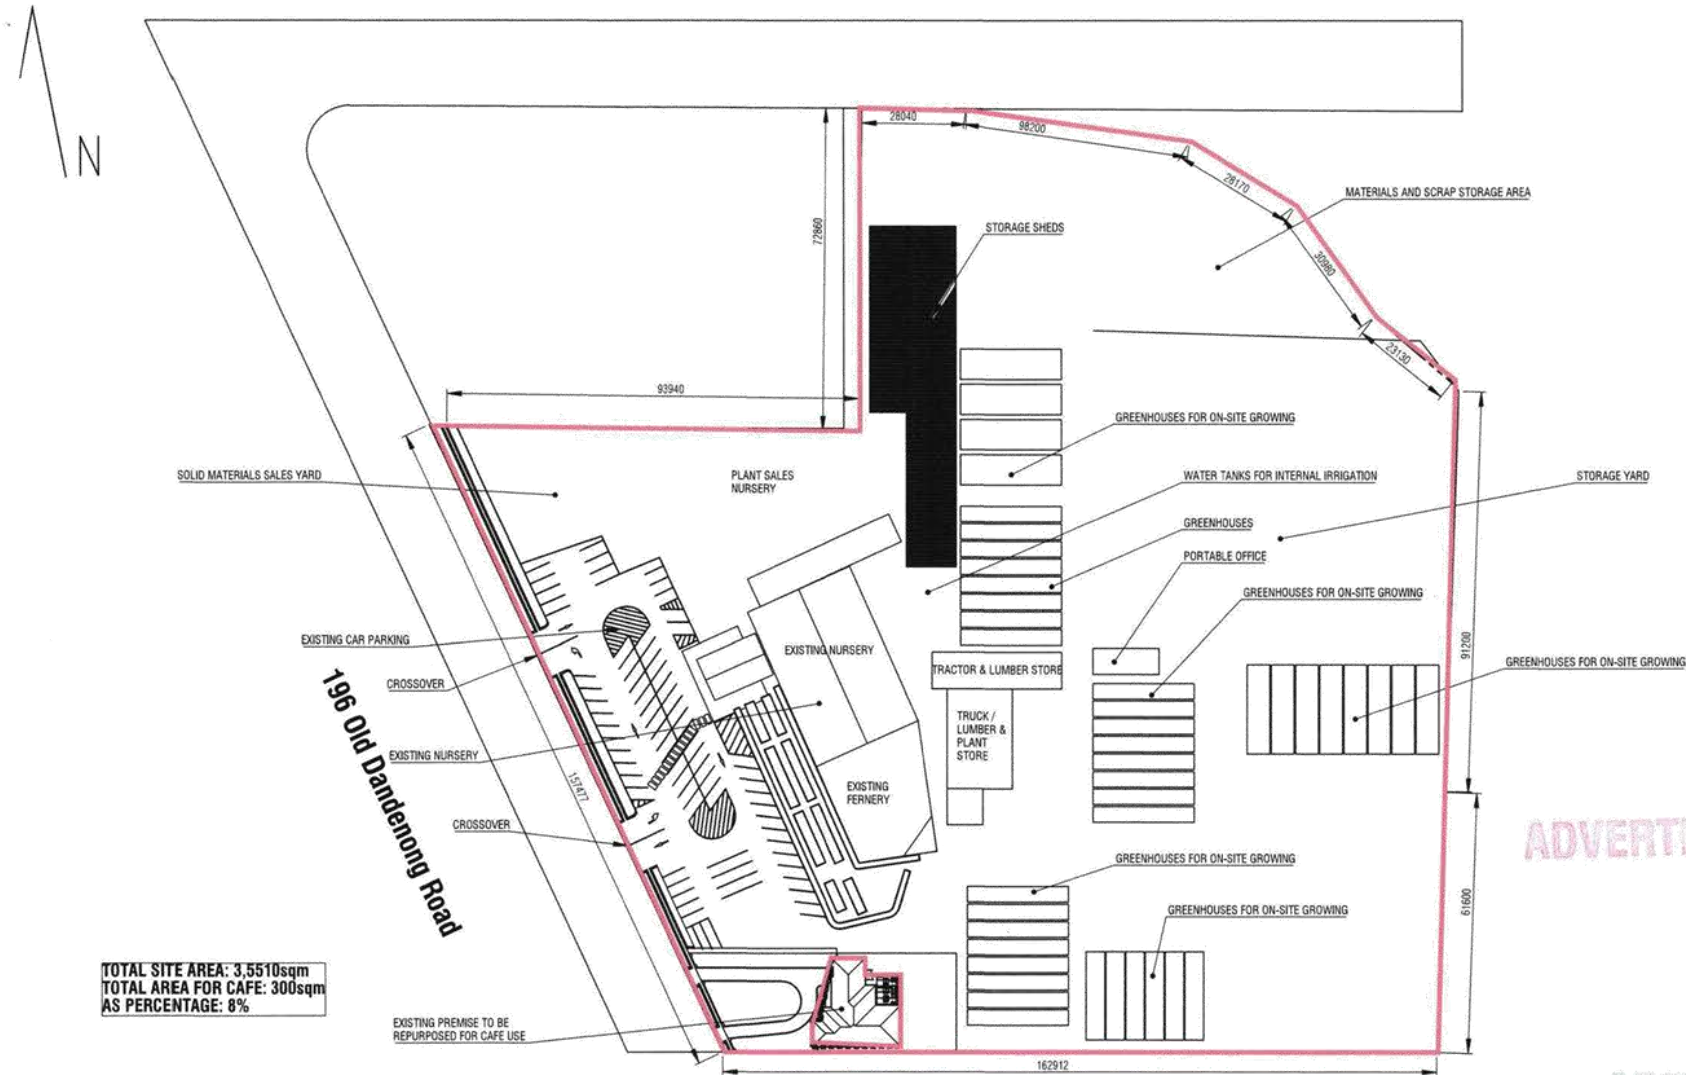 N
28040
98200
28170
30980
23130
72860
MATERIALS AND SCRAP STORAGE AREA
STORAGE SHEDS
93940
GREENHOUSES FOR ON-SITE GROWING
SOLID MATERIALS SALES YARD
PLANT SALES
NURSERY
WATER TANKS FOR INTERNAL IRRIGATION
STORAGE YARD
GREENHOUSES
PORTABLE OFFICE
GREENHOUSES FOR ON-SITE GROWING
EXISTING CAR PARKING
EXISTING NURSERY
91200
GREENHOUSES FOR ON-SITE GROWING
CROSSOVER
TRACTOR & LUMBER STORE
196 Old Dandenong Road
TRUCK /
LUMBER &
PLANT
STORE
EXISTING NURSERY
157477
EXISTING
FERNERY
CROSSOVER
ADVERTI
GREENHOUSES FOR ON-SITE GROWING
GREENHOUSES FOR ON-SITE GROWING
61600
TOTAL SITE AREA: 3,5510sqm
TOTAL AREA FOR CAFE: 300sqm
AS PERCENTAGE: 8%
EXISTING PREMISE TO BE
REPURPOSED FOR CAFE USE
162912